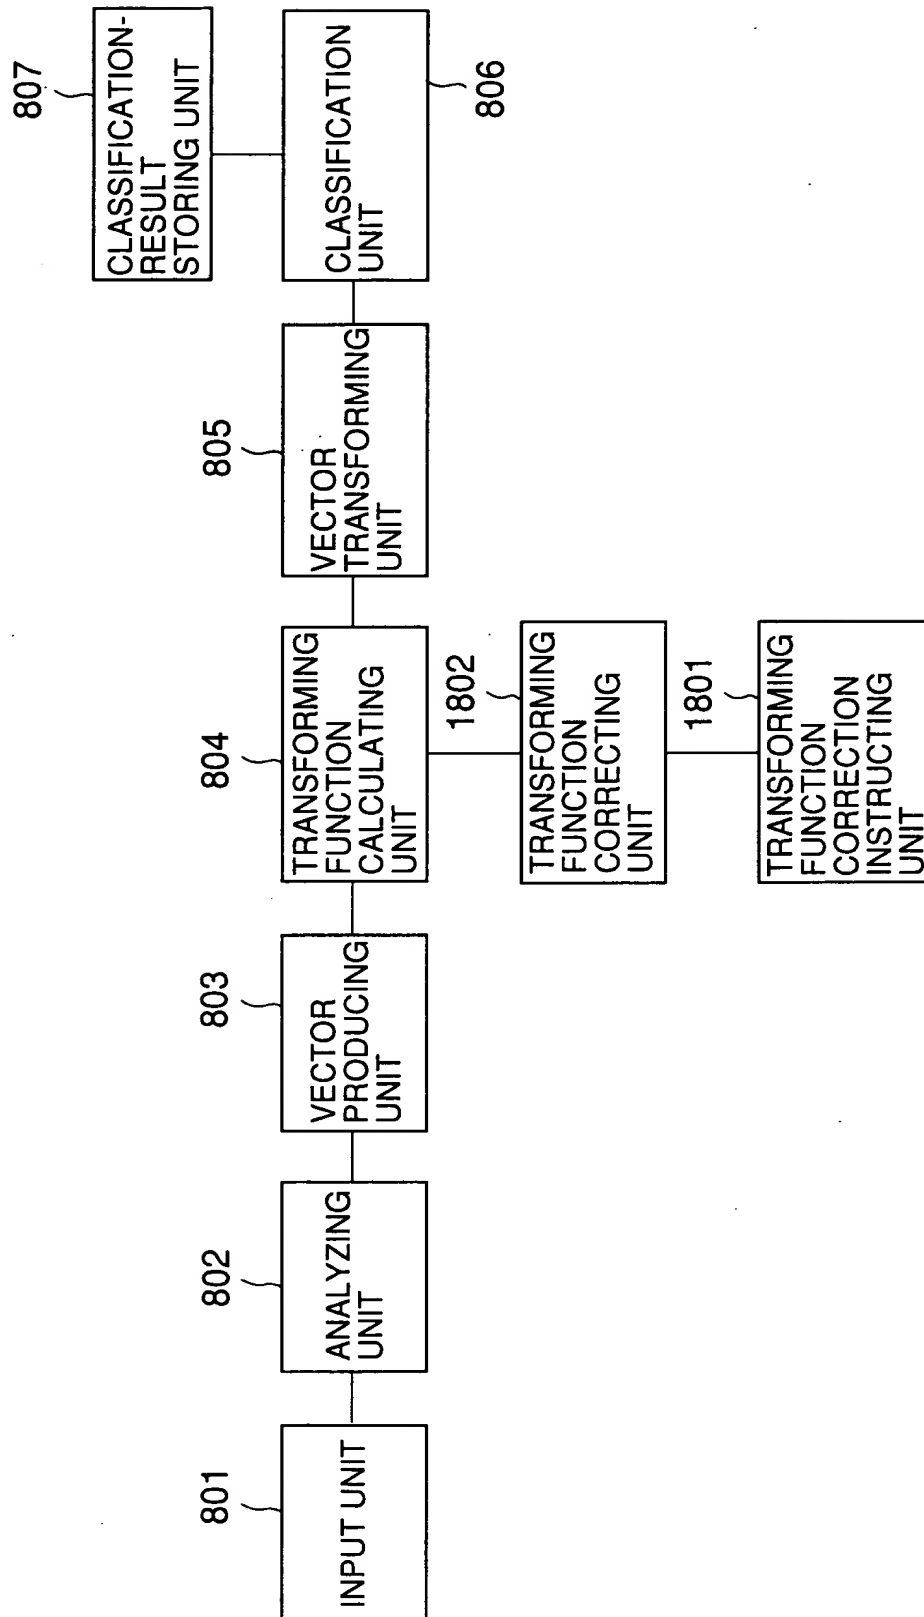 801
INPUT UNIT
802
ANALYZING
UNIT
803
VECTOR
PRODUCING
UNIT
804
TRANSFORMING
FUNCTION
CALCULATING
UNIT
805
VECTOR
TRANSFORMING
UNIT
CLASSIFICATION
UNIT
806
807
CLASSIFICATION-
RESULT
STORING UNIT
1802
TRANSFORMING
FUNCTION
CORRECTING
UNIT
1801
TRANSFORMING
FUNCTION
CORRECTION
INSTRUCTING
UNIT